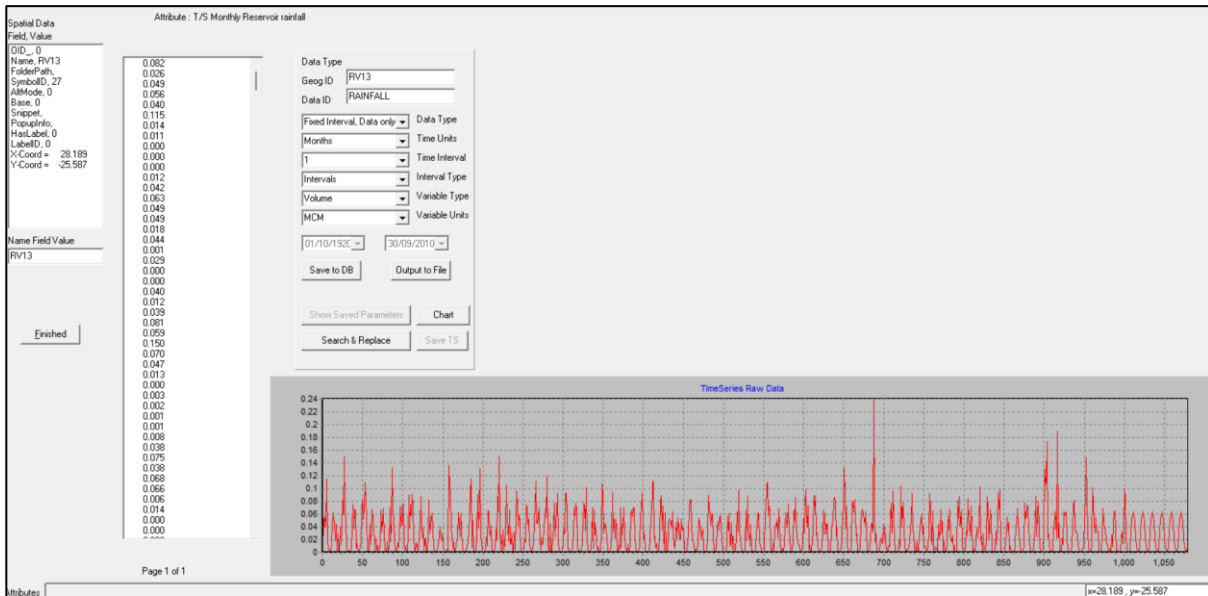 Attribute : T/S Monthly Reservoir rainfall
Spatial Data
Field, Value
OID_, 0
Name, RV13
FolderPath,
SymbolID, 27
AltMode, 0
Base, 0
Snippet,
PopupInfo,
HasLabel, 0
LabelID, 0
X-Coord = 28.189
Y-Coord = -25.587
Name Field Value
RV13
Finished
0.082
0.026
0.049
0.056
0.040
0.115
0.014
0.011
0.000
0.000
0.000
0.012
0.042
0.063
0.049
0.049
0.018
0.044
0.001
0.029
0.000
0.000
0.040
0.012
0.039
0.081
0.059
0.150
0.070
0.047
0.013
0.000
0.003
0.002
0.001
0.001
0.008
0.038
0.075
0.038
0.068
0.066
0.006
0.014
0.000
0.000
Page 1 of 1
Data Type
Geog ID RV13
Data ID RAINFALL
Fixed Interval, Data only Data Type
Months Time Units
1 Time Interval
Intervals Interval Type
Volume Variable Type
MCM Variable Units
01/10/192 30/09/2010
Save to DB Output to File
Show Saved Parameters Chart
Search & Replace Save TS
TimeSeries Raw Data
0.24
0.22
0.2
0.18
0.16
0.14
0.12
0.1
0.08
0.06
0.04
0.02
0
0 50 100 150 200 250 300 350 400 450 500 550 600 650 700 750 800 850 900 950 1,000 1,050
Attributes
x=28.189 , y=-25.587